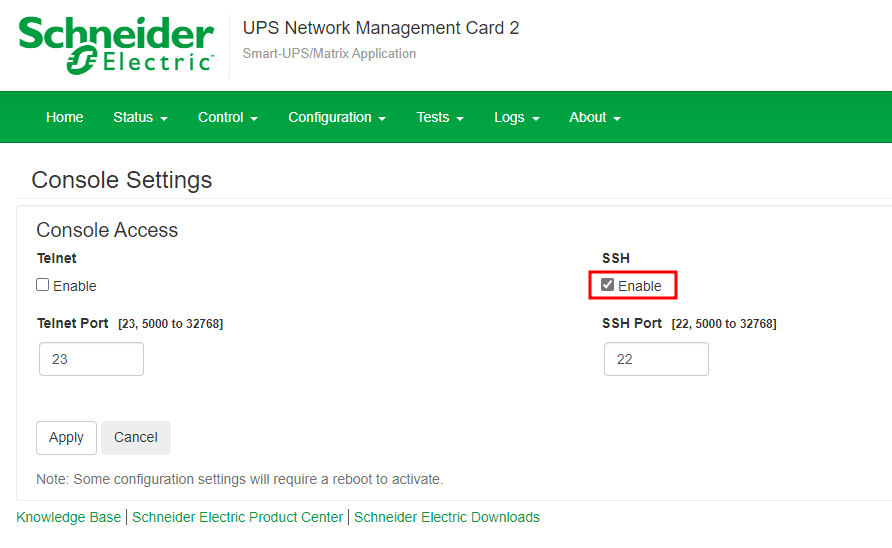 Schneider Electric
UPS Network Management Card 2
Smart-UPS/Matrix Application
Home Status Control Configuration Tests Logs About
Console Settings
Console Access
Telnet SSH
Enable Enable
Telnet Port [23, 5000 to 32768] SSH Port [22, 5000 to 32768]
23 22
Apply Cancel
Note: Some configuration settings will require a reboot to activate.
Knowledge Base | Schneider Electric Product Center | Schneider Electric Downloads